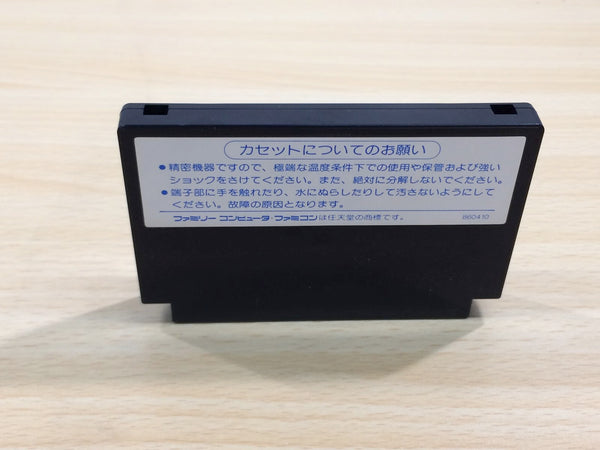 カセットについてのお願い
●精密機器ですので、極端な温度条件下での使用や保管および強い
ショックをさけてください。また、絶対に分解しないでください。
●端子部に手を触れたり、水にぬらしたりして汚さないようにして
ください。故障の原因となります。
ファミリー コンピュータ/ファミコンは任天堂の商標です。 860410